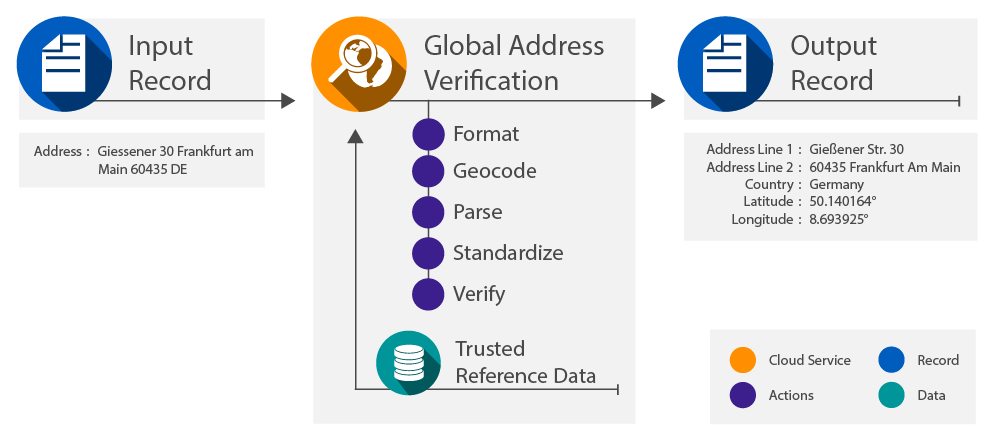 Input
Record
Address : Giessener 30 Frankfurt am
Main 60435 DE
Global Address
Verification
Format
Geocode
Parse
Standardize
Verify
Trusted
Reference Data
Output
Record
Address Line 1 : Gießener Str. 30
Address Line 2 : 60435 Frankfurt Am Main
Country : Germany
Latitude : 50.140164°
Longitude : 8.693925°
Cloud Service
Record
Actions
Data